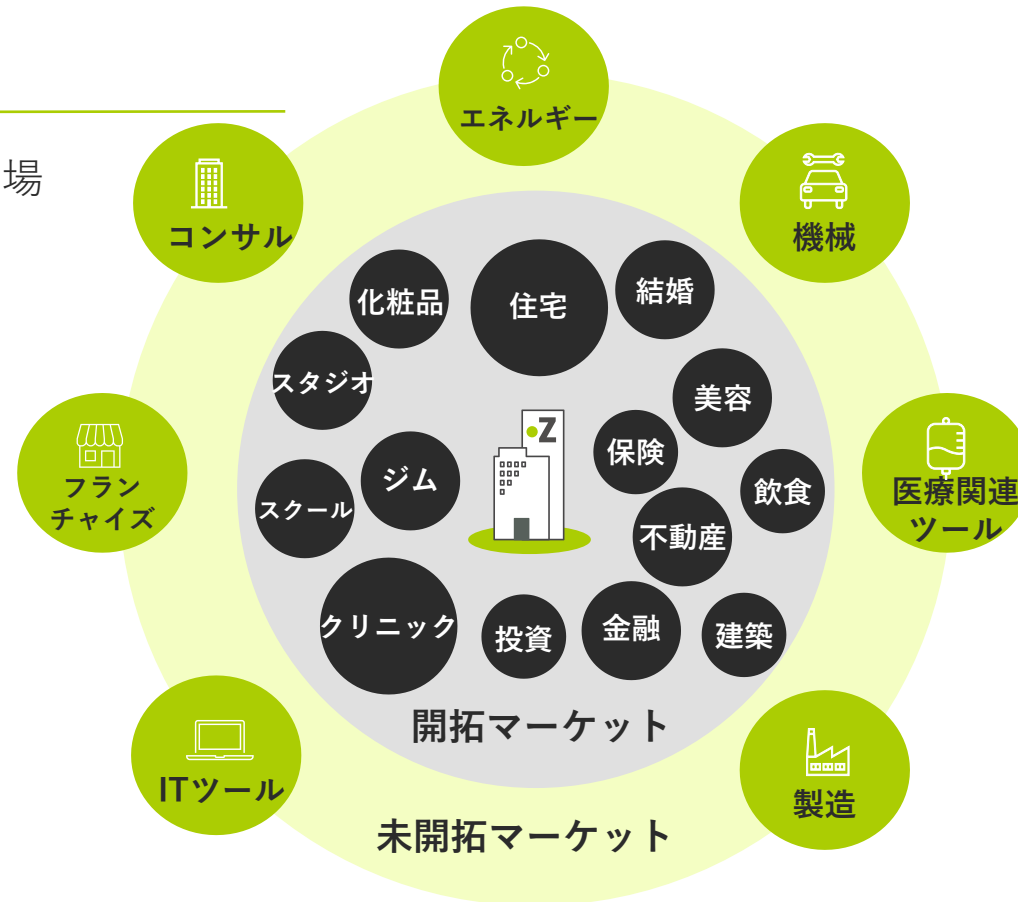 場
エネルギー
コンサル
機械
化粧品
住宅
結婚
スタジオ
美容
Z
保険
ジム
フラン
チャイズ
スクール
飲食
医療関連
ツール
不動産
クリニック
投資
金融
建築
開拓マーケット
ITツール
製造
未開拓マーケット